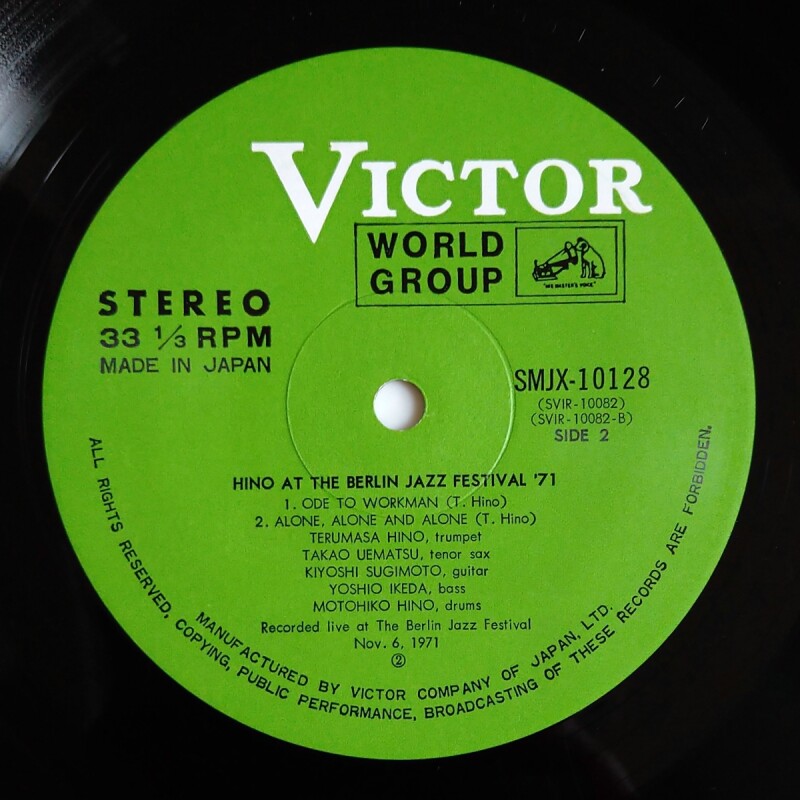 VICTOR
WORLD
GROUP
"HIS MASTER'S VOICE"
STEREO
33 1/3 RPM
MADE IN JAPAN
SMJX-10128
(SVIR-10082)
(SVIR-10082-B)
SIDE 2
HINO AT THE BERLIN JAZZ FESTIVAL '71
1. ODE TO WORKMAN (T. Hino)
2. ALONE, ALONE AND ALONE (T. Hino)
TERUMASA HINO, trumpet
TAKAO UEMATSU, tenor sax
KIYOSHI SUGIMOTO, guitar
YOSHIO IKEDA, bass
MOTOHIKO HINO, drums
Recorded live at The Berlin Jazz Festival
Nov. 6, 1971
②
MANUFACTURED BY VICTOR COMPANY OF JAPAN, LTD.
ALL RIGHTS RESERVED, COPYING, PUBLIC PERFORMANCE, BROADCASTING OF THESE RECORDS ARE FORBIDDEN.